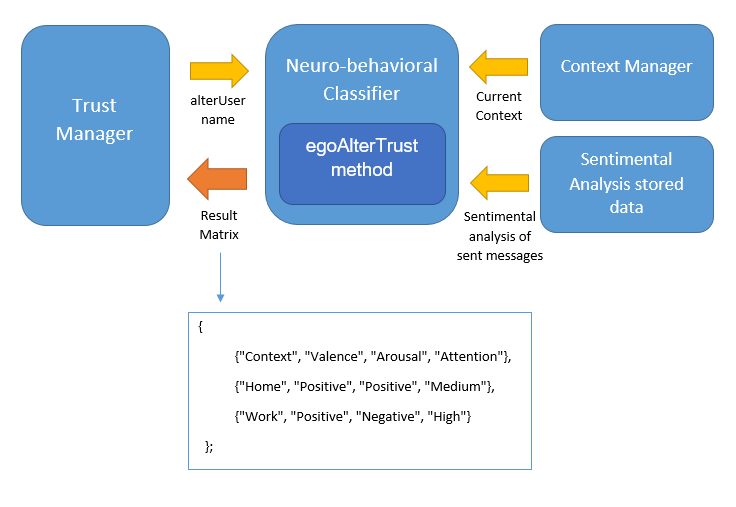 Trust
Manager
alterUser
name
Result
Matrix
Neuro-behavioral
Classifier
egoAlterTrust
method
Current
Context
Context Manager
Sentimental
analysis of
sent messages
Sentimental
Analysis stored
data
{
{"Context", "Valence", "Arousal", "Attention"},
{"Home", "Positive", "Positive", "Medium"},
{"Work", "Positive", "Negative", "High"}
};